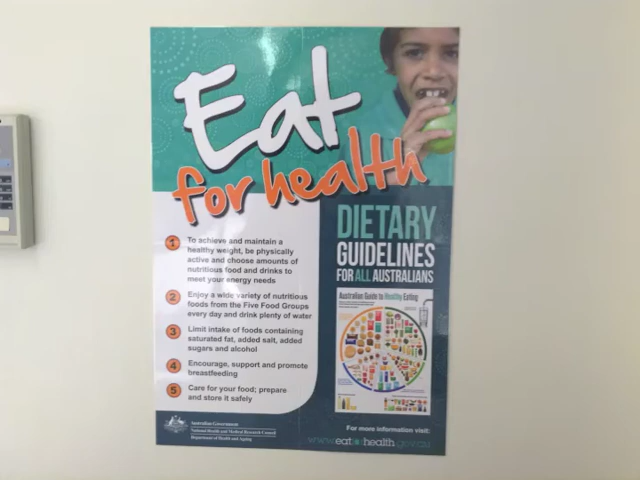 Eat
for health
DIETARY
GUIDELINES
FOR ALL AUSTRALIANS
1 To achieve and maintain a
healthy weight, be physically
active and choose amounts of
nutritious food and drinks to
meet your energy needs
2 Enjoy a wide variety of nutritious
foods from the Five Food Groups
every day and drink plenty of water
3 Limit intake of foods containing
saturated fat, added salt, added
sugars and alcohol
4 Encourage, support and promote
breastfeeding
5 Care for your food; prepare
and store it safely
Australian Guide to Healthy Eating
Australian Government
National Health and Medical Research Council
Department of Health and Ageing
For more information visit:
www.eatforhealth.gov.au